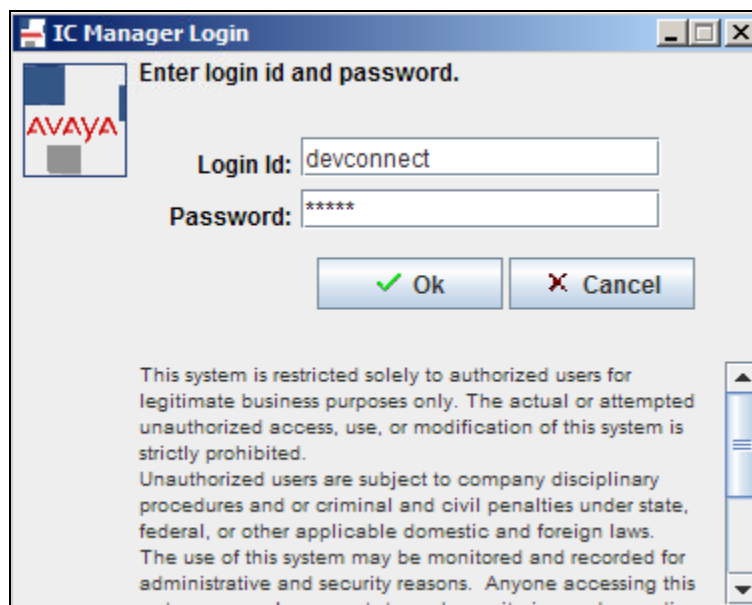 IC Manager Login
Enter login id and password.
AVAYA
Login Id: devconnect
Password: *****
Ok Cancel
This system is restricted solely to authorized users for
legitimate business purposes only. The actual or attempted
unauthorized access, use, or modification of this system is
strictly prohibited.
Unauthorized users are subject to company disciplinary
procedures and or criminal and civil penalties under state,
federal, or other applicable domestic and foreign laws.
The use of this system may be monitored and recorded for
administrative and security reasons. Anyone accessing this